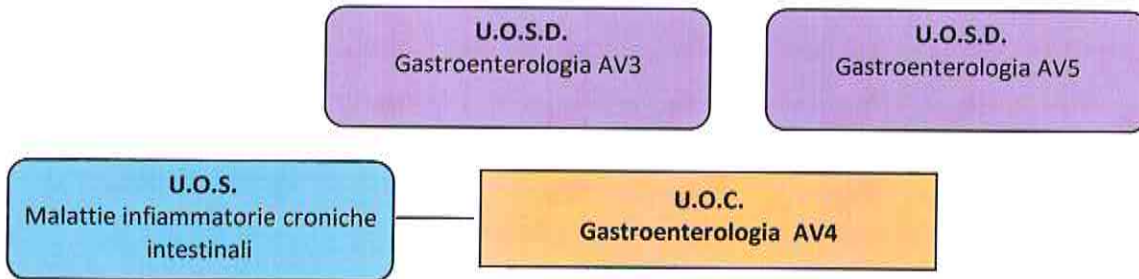 U.O.S.D.
Gastroenterologia AV3
U.O.S.D.
Gastroenterologia AV5
U.O.S.
Malattie infiammatorie croniche
intestinali
U.O.C.
Gastroenterologia AV4